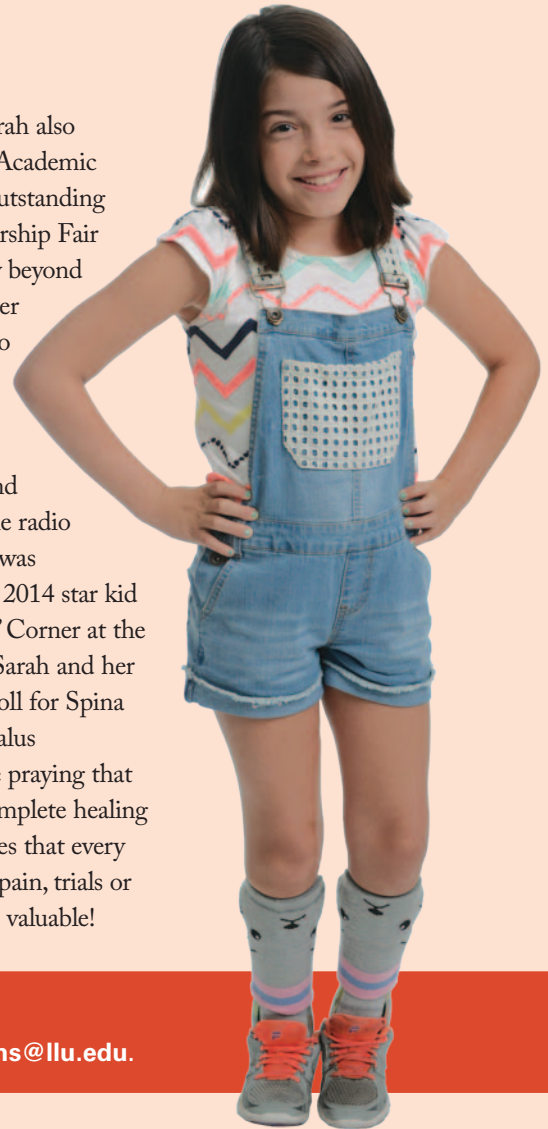 rah also
Academic
utstanding
rship Fair
beyond
er
o
nd
e radio
was
2014 star kid
' Corner at the
Sarah and her
oll for Spina
alus
praying that
mplete healing
es that every
pain, trials or
valuable!
ns@llu.edu.